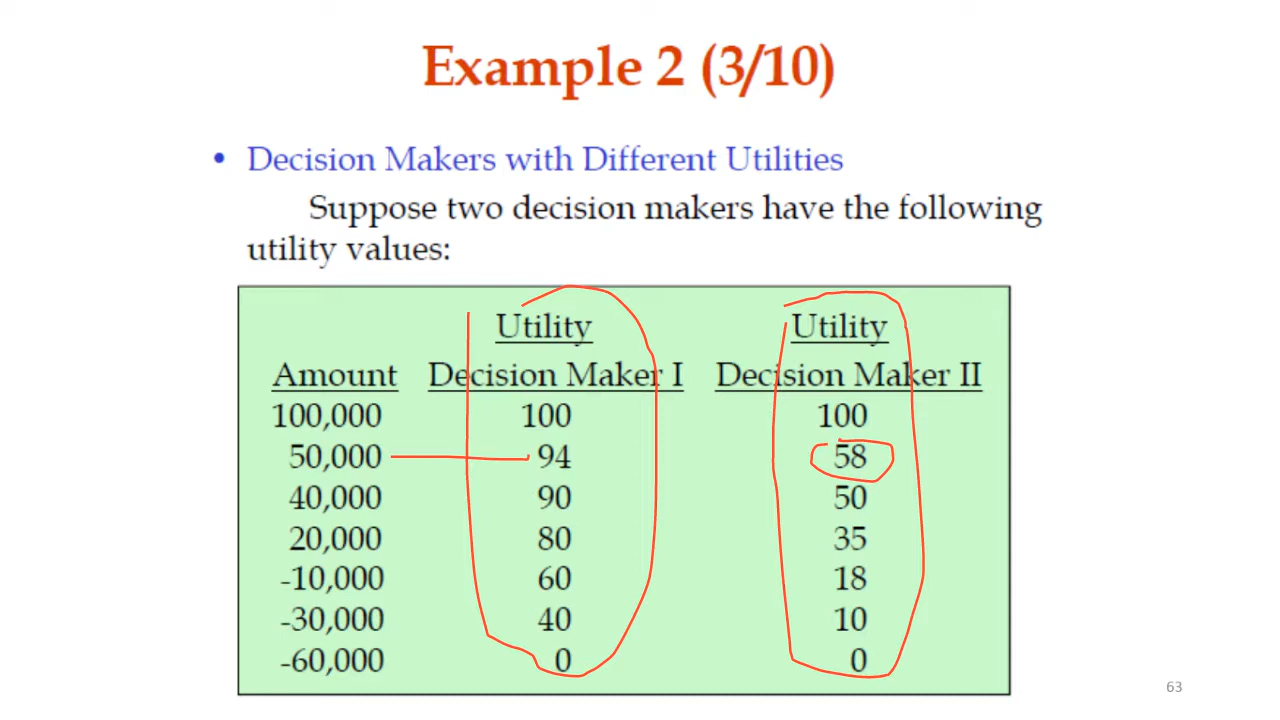 Example 2 (3/10)
• Decision Makers with Different Utilities
Suppose two decision makers have the following
utility values:
Utility Utility
Amount Decision Maker I Decision Maker II
100,000 100 100
50,000 94 58
40,000 90 50
20,000 80 35
-10,000 60 18
-30,000 40 10
-60,000 0 0
63